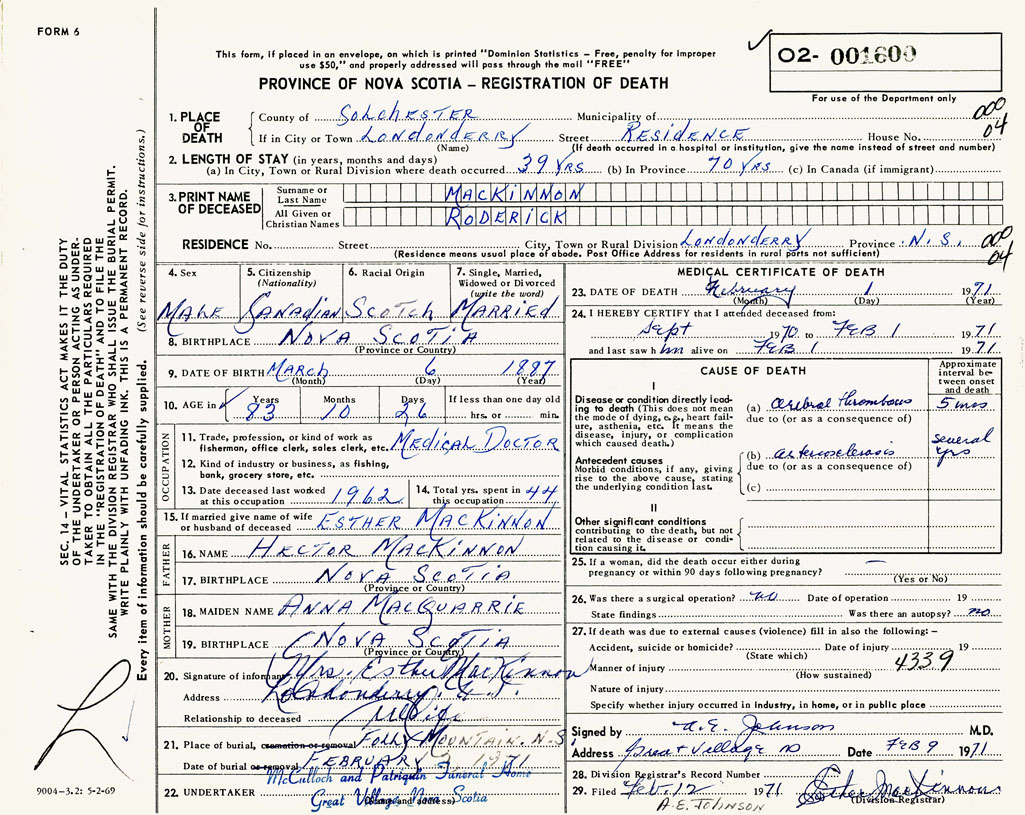 FORM 6
This form, if placed in an envelope, on which is printed "Dominion Statistics – Free, penalty for improper
use $50," and properly addressed will pass through the mail "FREE"
PROVINCE OF NOVA SCOTIA – REGISTRATION OF DEATH
O2- 001600
For use of the Department only
SEC. 14 – VITAL STATISTICS ACT MAKES IT THE DUTY
OF THE UNDERTAKER OR PERSON ACTING AS UNDER-
TAKER TO OBTAIN ALL THE PARTICULARS REQUIRED
IN THE "REGISTRATION OF DEATH" AND TO FILE THE
SAME WITH THE DIVISION REGISTRAR WHO SHALL ISSUE THE BURIAL PERMIT.
WRITE PLAINLY WITH UNFADING INK. THIS IS A PERMANENT RECORD.
Every item of information should be carefully supplied. (See reverse side for instructions.)
9004–3.2: 5-2-69
1. PLACE OF DEATH
County of SOLCHESTER Municipality of 000
If in City or Town LONDONDERRY Street RESIDENCE House No. 04
(Name) (If death occurred in a hospital or institution, give the name instead of street and number)
2. LENGTH OF STAY (in years, months and days)
(a) In City, Town or Rural Division where death occurred 39 YRS (b) In Province 70 YRS (c) In Canada (if immigrant)
3. PRINT NAME OF DECEASED
Surname or Last Name MACKINNON
All Given or Christian Names RODERICK
RESIDENCE No. Street City, Town or Rural Division LONDONDERRY Province N.S. 000
(Residence means usual place of abode. Post Office Address for residents in rural parts not sufficient) 04
4. Sex 5. Citizenship (Nationality) 6. Racial Origin 7. Single, Married, Widowed or Divorced (write the word)
MALE CANADIAN SCOTCH MARRIED
8. BIRTHPLACE NOVA SCOTIA
(Province or Country)
9. DATE OF BIRTH MARCH 6 1887
(Month) (Day) (Year)
10. AGE in Years Months Days If less than one day old
83 10 26 hrs. or min.
OCCUPATION
11. Trade, profession, or kind of work as
fisherman, office clerk, sales clerk, etc. MEDICAL DOCTOR
12. Kind of industry or business, as fishing,
bank, grocery store, etc.
13. Date deceased last worked at this occupation 1962
14. Total yrs. spent in this occupation 44
15. If married give name of wife
or husband of deceased ESTHER MACKINNON
FATHER
16. NAME HECTOR MACKINNON
17. BIRTHPLACE NOVA SCOTIA
(Province or Country)
MOTHER
18. MAIDEN NAME ANNA MACQUARRIE
19. BIRTHPLACE NOVA SCOTIA
(Province or Country)
20. Signature of informant Mrs. Esther MacKinnon
Address Londonderry
Relationship to deceased Wife
21. Place of burial, cremation or removal FOLLY MOUNTAIN, N.S.
Date of burial or removal FEBRUARY 3 1971
McCulloch and Patriquin Funeral Home
22. UNDERTAKER Great Village, Nova Scotia
(Name and address)
MEDICAL CERTIFICATE OF DEATH
23. DATE OF DEATH February 1 1971
(Month) (Day) (Year)
24. I HEREBY CERTIFY that I attended deceased from:
Sept 1970 to FEB 1 1971
and last saw him alive on FEB 1 1971
CAUSE OF DEATH
Approximate interval between onset and death
I
Disease or condition directly leading to death (This does not mean the mode of dying, e.g., heart failure, asthenia, etc. It means the disease, injury, or complication which caused death.)
(a) cerebral thrombous 5 mos
due to (or as a consequence of)
Antecedent causes
Morbid conditions, if any, giving rise to the above cause, stating the underlying condition last.
(b) arteriosclerosis several yrs
due to (or as a consequence of)
(c)
II
Other significant conditions
contributing to the death, but not
related to the disease or condition causing it.
25. If a woman, did the death occur either during
pregnancy or within 90 days following pregnancy? —
(Yes or No)
26. Was there a surgical operation? no Date of operation 19
State findings Was there an autopsy? no
27. If death was due to external causes (violence) fill in also the following:–
Accident, suicide or homicide? Date of injury 19
(State which)
Manner of injury 4339
(How sustained)
Nature of injury
Specify whether injury occurred in industry, in home, or in public place
Signed by A.E. Johnson M.D.
Address Great Village NS Date FEB 9 1971
28. Division Registrar's Record Number
29. Filed Feb. 12 1971 Esther MacKinnon
A.E. JOHNSON (Division Registrar)